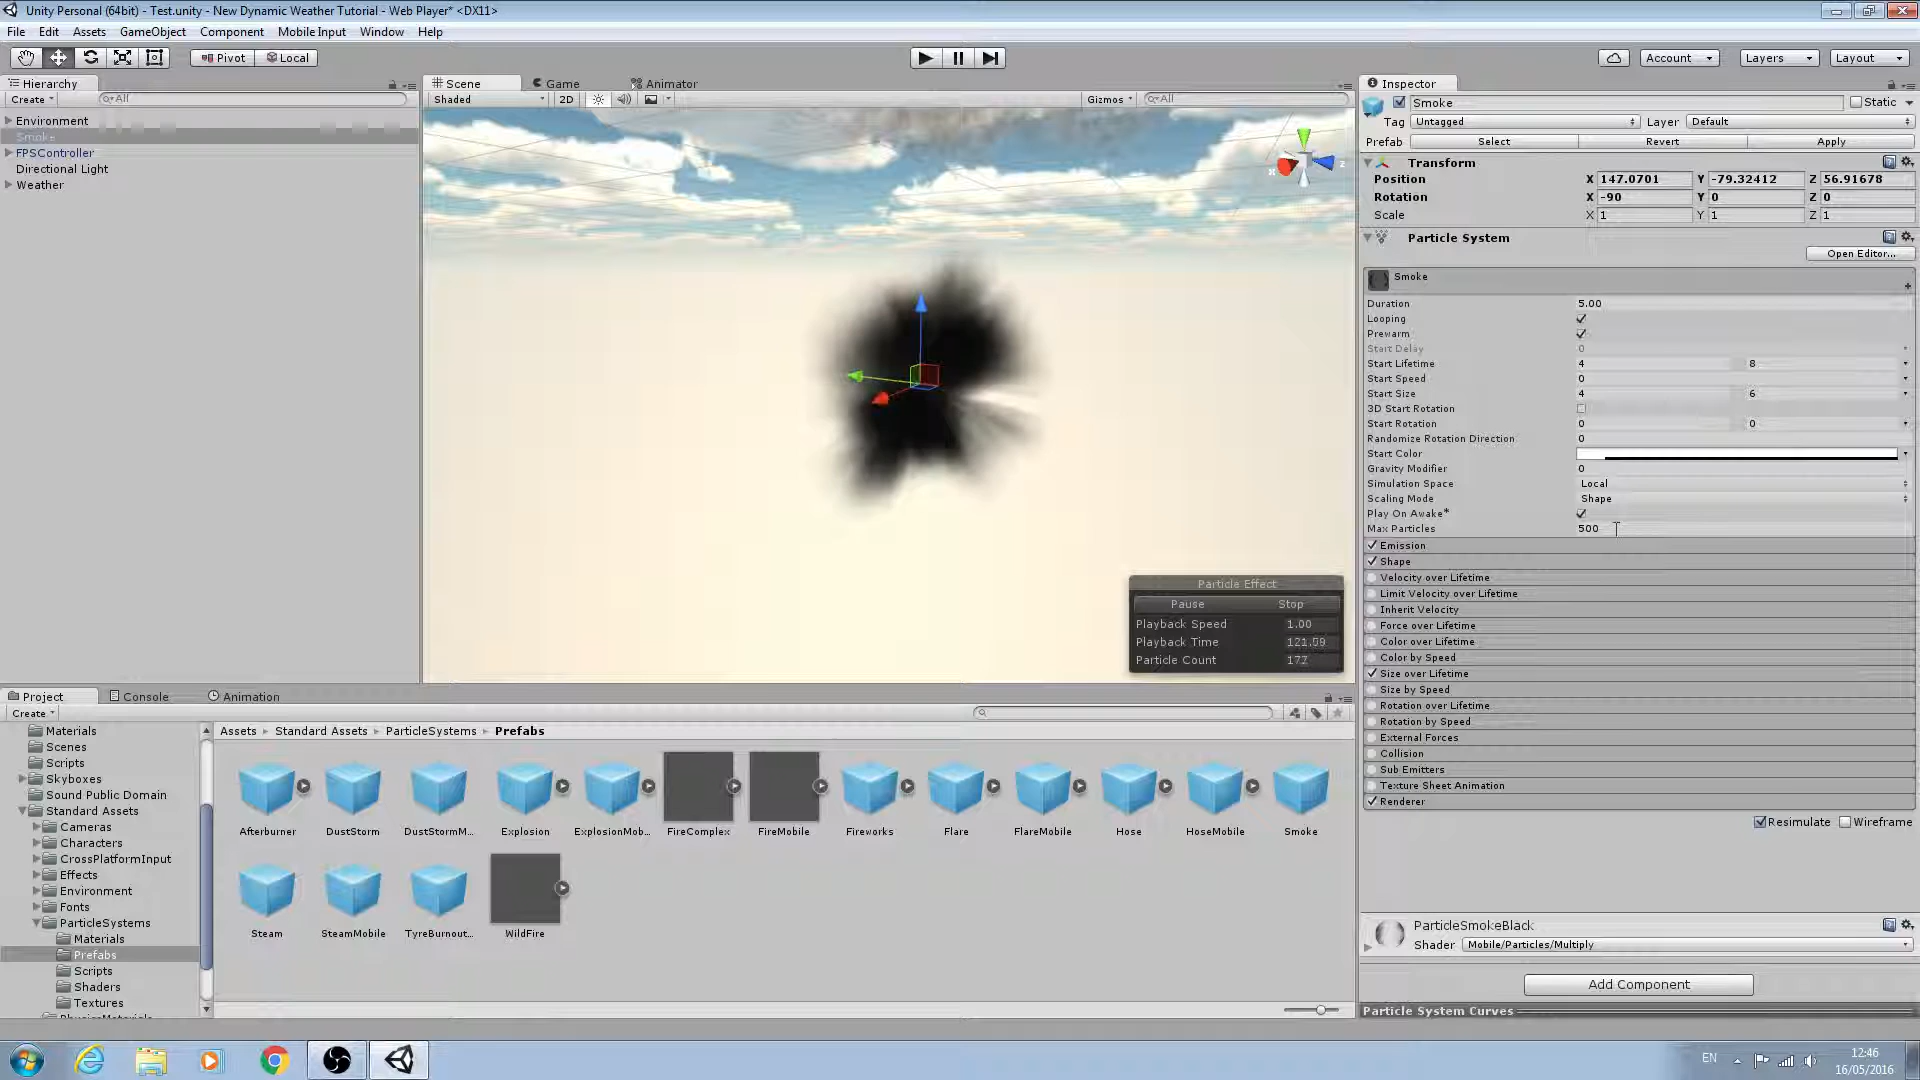 Unity Personal (64bit) - Test.unity - New Dynamic Weather Tutorial - Web Player* <DX11>
File Edit Assets GameObject Component Mobile Input Window Help
Pivot Local Account Layers Layout
Hierarchy
Create All
Environment
Smoke
FPSController
Directional Light
Weather
Scene Game Animator
Shaded 2D Gizmos All
x z
Particle Effect
Pause Stop
Playback Speed 1.00
Playback Time 121.59
Particle Count 177
Inspector
Smoke Static
Tag Untagged Layer Default
Prefab Select Revert Apply
Transform
Position X 147.0701 Y -79.32412 Z 56.91678
Rotation X -90 Y 0 Z 0
Scale X 1 Y 1 Z 1
Particle System
Open Editor...
Smoke
Duration 5.00
Looping
Prewarm
Start Delay 0
Start Lifetime 4 8
Start Speed 0
Start Size 4 6
3D Start Rotation
Start Rotation 0 0
Randomize Rotation Direction 0
Start Color
Gravity Modifier 0
Simulation Space Local
Scaling Mode Shape
Play On Awake*
Max Particles 500
Emission
Shape
Velocity over Lifetime
Limit Velocity over Lifetime
Inherit Velocity
Force over Lifetime
Color over Lifetime
Color by Speed
Size over Lifetime
Size by Speed
Rotation over Lifetime
Rotation by Speed
External Forces
Collision
Sub Emitters
Texture Sheet Animation
Renderer
Resimulate Wireframe
ParticleSmokeBlack
Shader Mobile/Particles/Multiply
Add Component
Particle System Curves
Project Console Animation
Create
Materials
Scenes
Scripts
Skyboxes
Sound Public Domain
Standard Assets
Cameras
Characters
CrossPlatformInput
Effects
Environment
Fonts
ParticleSystems
Materials
Prefabs
Scripts
Shaders
Textures
PhysicsMaterials
Assets Standard Assets ParticleSystems Prefabs
Afterburner DustStorm DustStormM... Explosion ExplosionMob... FireComplex FireMobile Fireworks Flare FlareMobile Hose HoseMobile Smoke
Steam SteamMobile TyreBurnout... WildFire
EN 12:46
16/05/2016